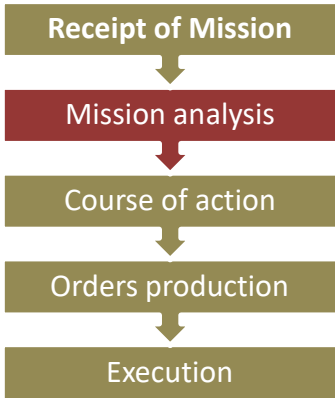 Receipt of Mission
Mission analysis
Course of action
Orders production
Execution